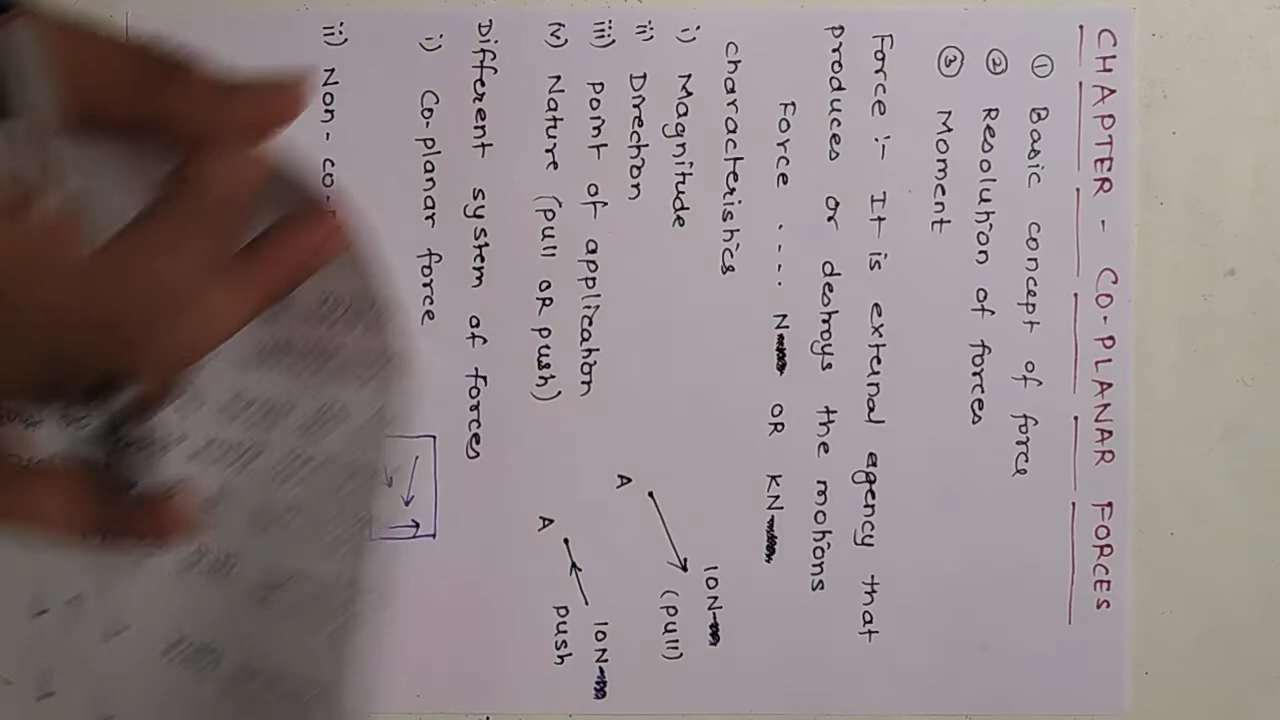 CHAPTER - CO-PLANAR FORCES
① Basic concept of force
② Resolution of forces
③ Moment
Force :- It is external agency that
produces or destroys the motions
Force .... N OR KN
characteristics
i) Magnitude
ii) Direction
iii) point of application
(v) Nature (pull OR push)
A 10N (pull)
A 10N push
Different system of forces
i) Co-planar force
ii) Non-co-